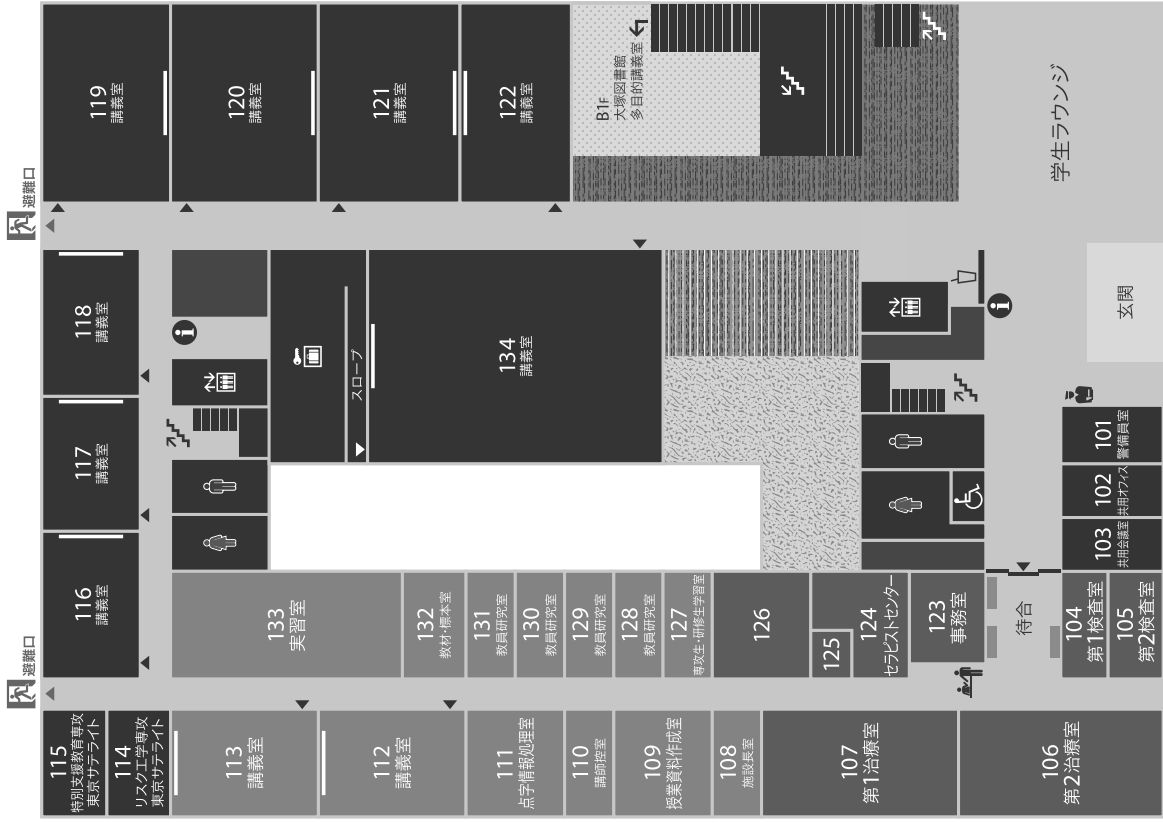 避難口
119
講義室
120
講義室
121
講義室
122
講義室
B1F
大塚図書館
多目的講義室
学生ラウンジ
118
講義室
117
講義室
116
講義室
スロープ
134
講義室
玄関
101
警備員室
102
共用オフィス
103
共用会議室
避難口
133
実習室
132
教材・標本室
131
教員研究室
130
教員研究室
129
教員研究室
128
教員研究室
127
専攻生・研修生学習室
126
125
124
セラピストセンター
123
事務室
待合
104
第1検査室
105
第2検査室
115
特別支援教育専攻
東京サテライト
114
リスク工学専攻
東京サテライト
113
講義室
112
講義室
111
点字情報処理室
110
講師控室
109
授業資料作成室
108
施設長室
107
第1治療室
106
第2治療室